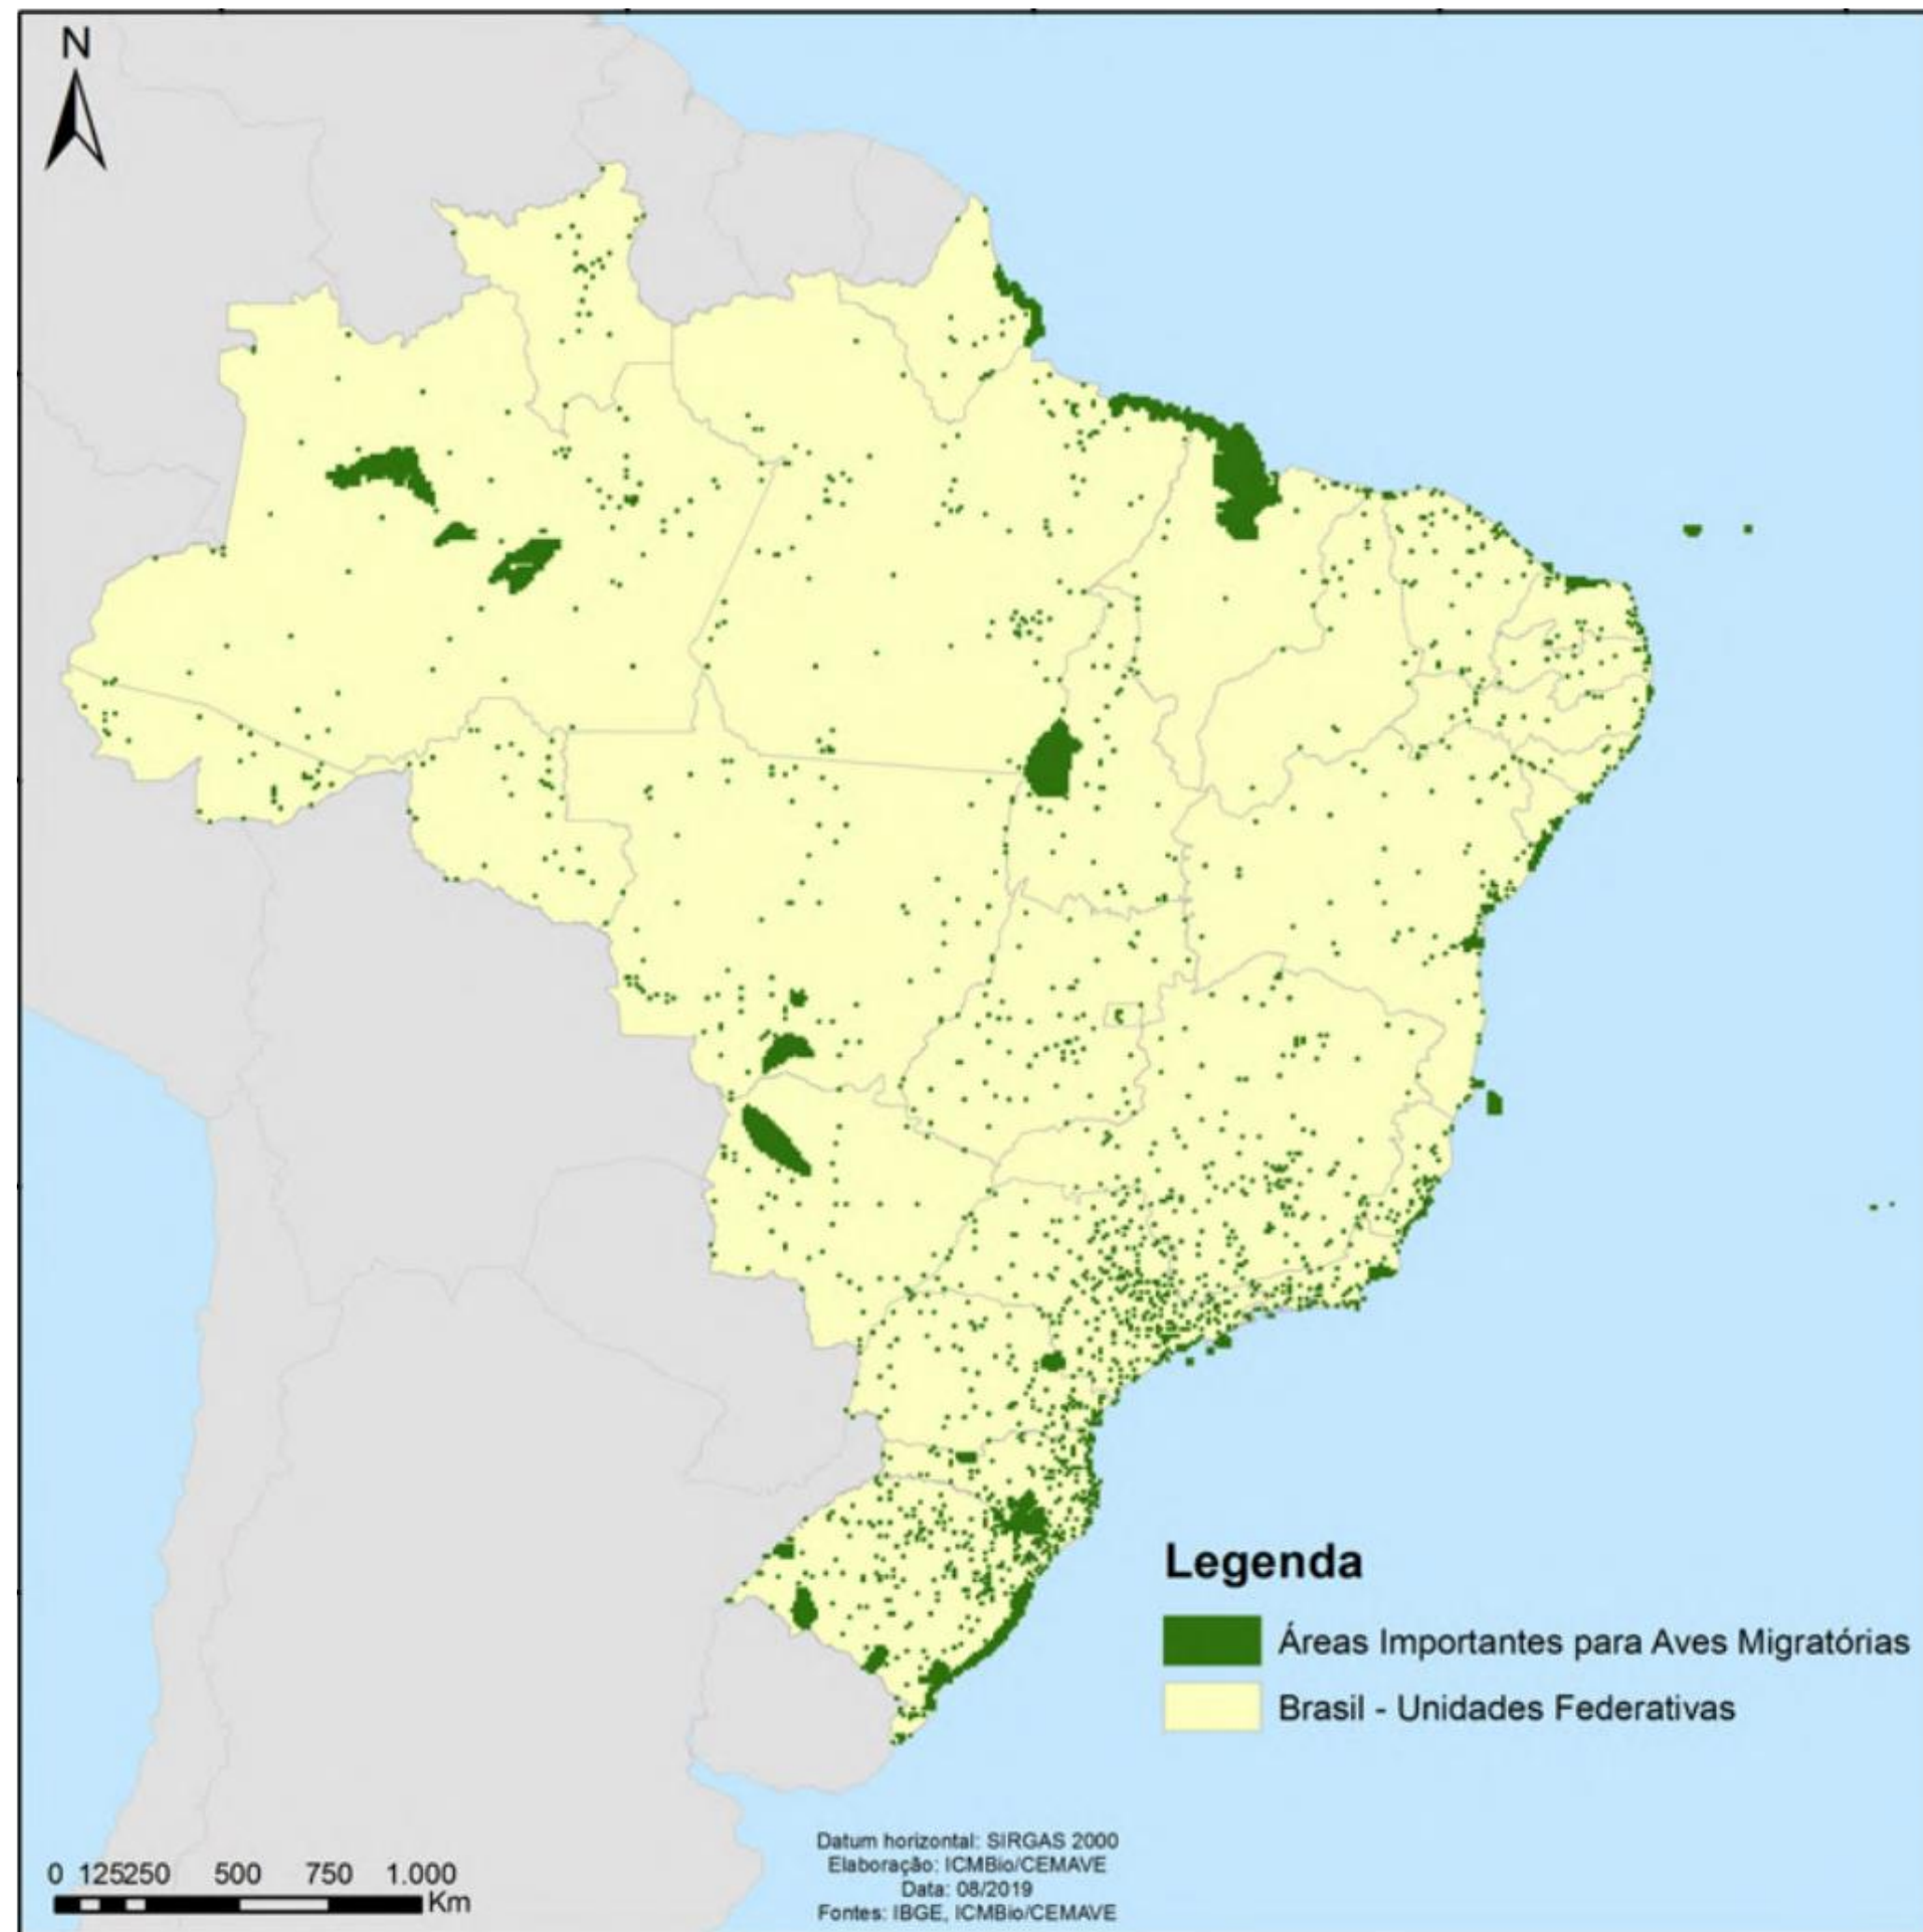 N
Legenda
Áreas Importantes para Aves Migratórias
Brasil - Unidades Federativas
0 125250 500 750 1.000
Km
Datum horizontal: SIRGAS 2000
Elaboração: ICMBio/CEMAVE
Data: 08/2019
Fontes: IBGE, ICMBio/CEMAVE